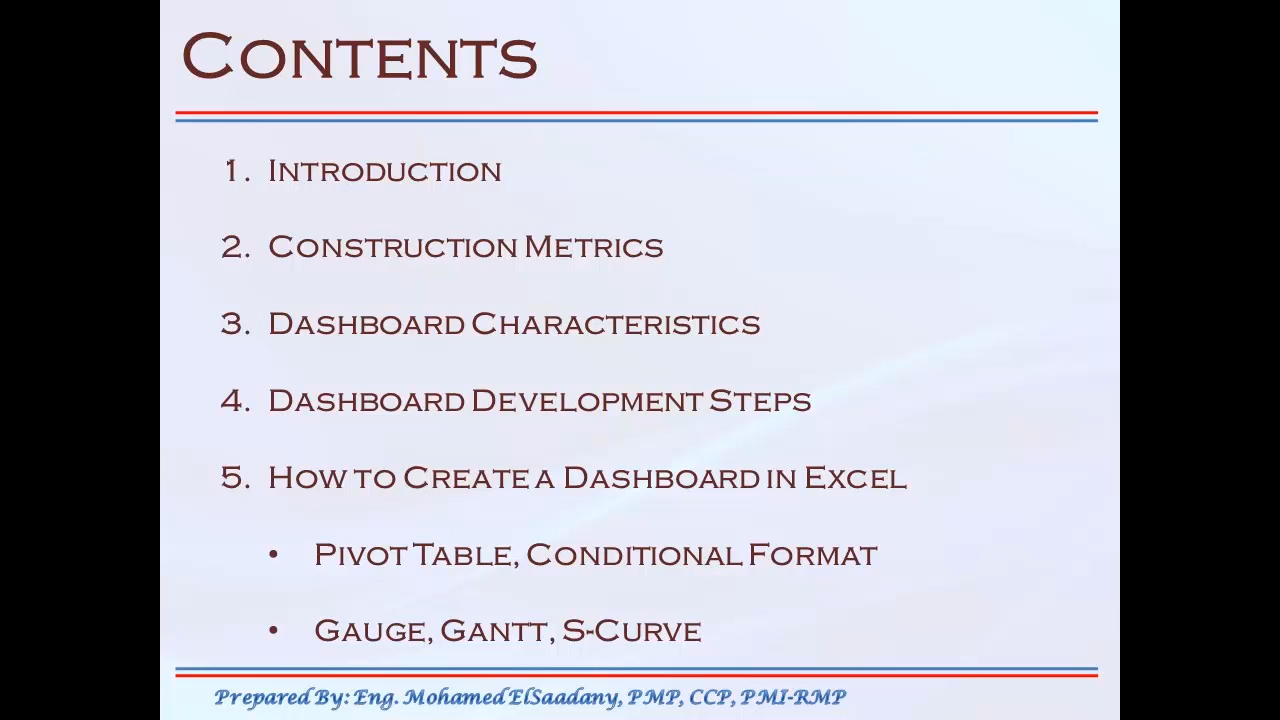 Contents
1. Introduction
2. Construction Metrics
3. Dashboard Characteristics
4. Dashboard Development Steps
5. How to Create a Dashboard in Excel
• Pivot Table, Conditional Format
• Gauge, Gantt, S-Curve
Prepared By: Eng. Mohamed ElSaadany, PMP, CCP, PMI-RMP